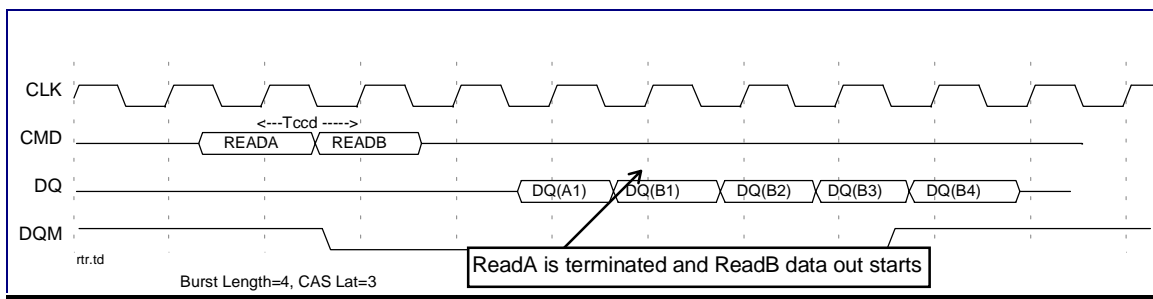 CLK
<---Tccd ----->
CMD READA READB
DQ DQ(A1) DQ(B1) DQ(B2) DQ(B3) DQ(B4)
DQM
rtr.td
ReadA is terminated and ReadB data out starts
Burst Length=4, CAS Lat=3